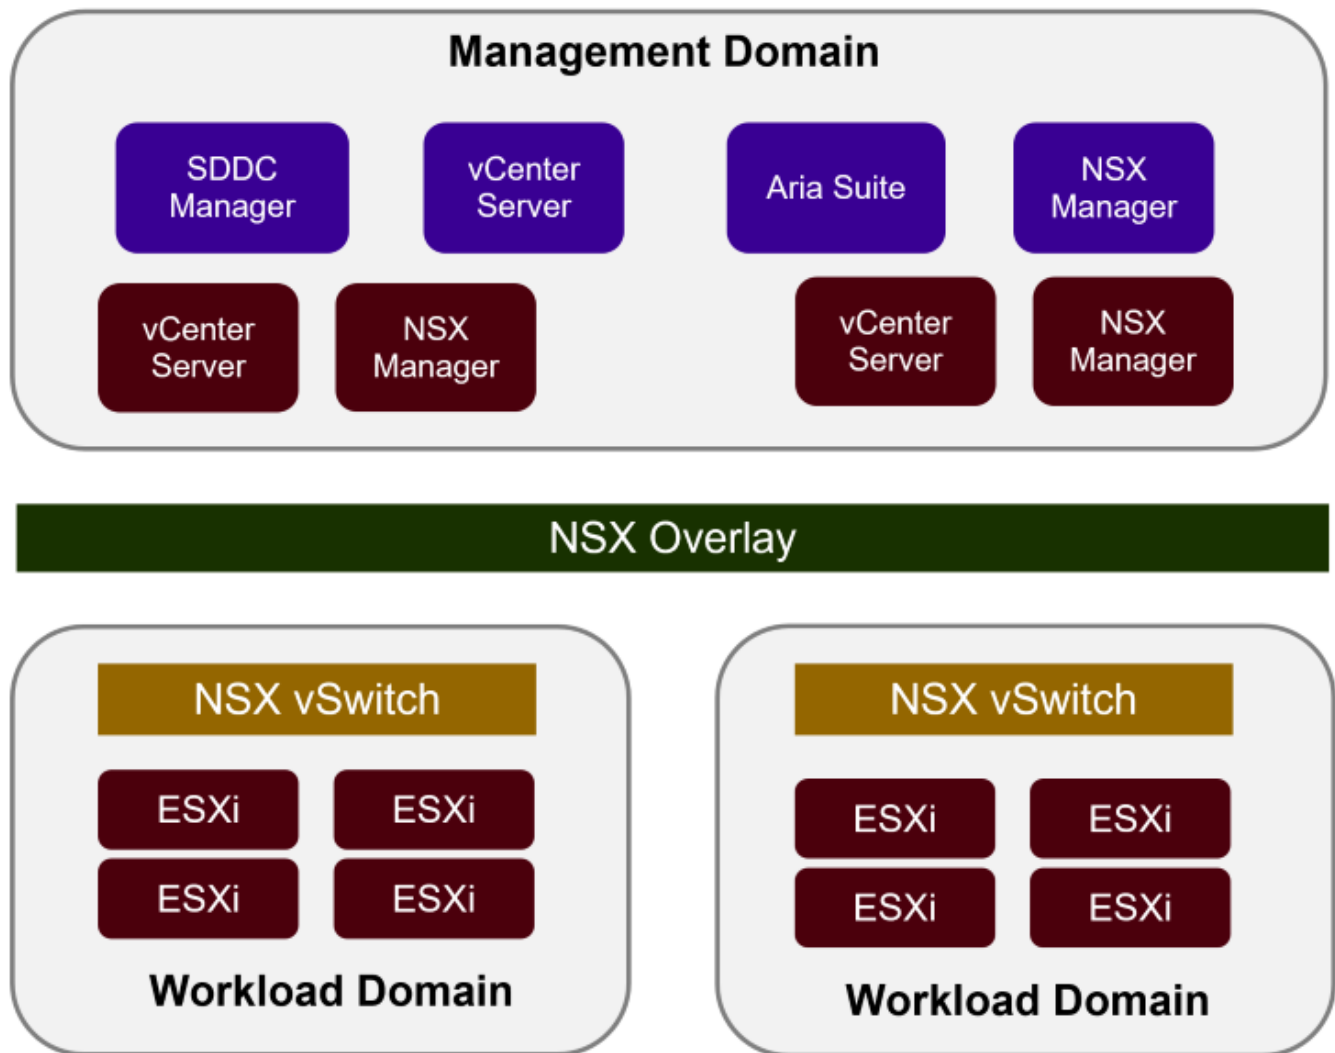 Management Domain
SDDC
Manager
vCenter
Server
Aria Suite
NSX
Manager
vCenter
Server
NSX
Manager
vCenter
Server
NSX
Manager
NSX Overlay
NSX vSwitch
ESXi
ESXi
ESXi
ESXi
Workload Domain
NSX vSwitch
ESXi
ESXi
ESXi
ESXi
Workload Domain